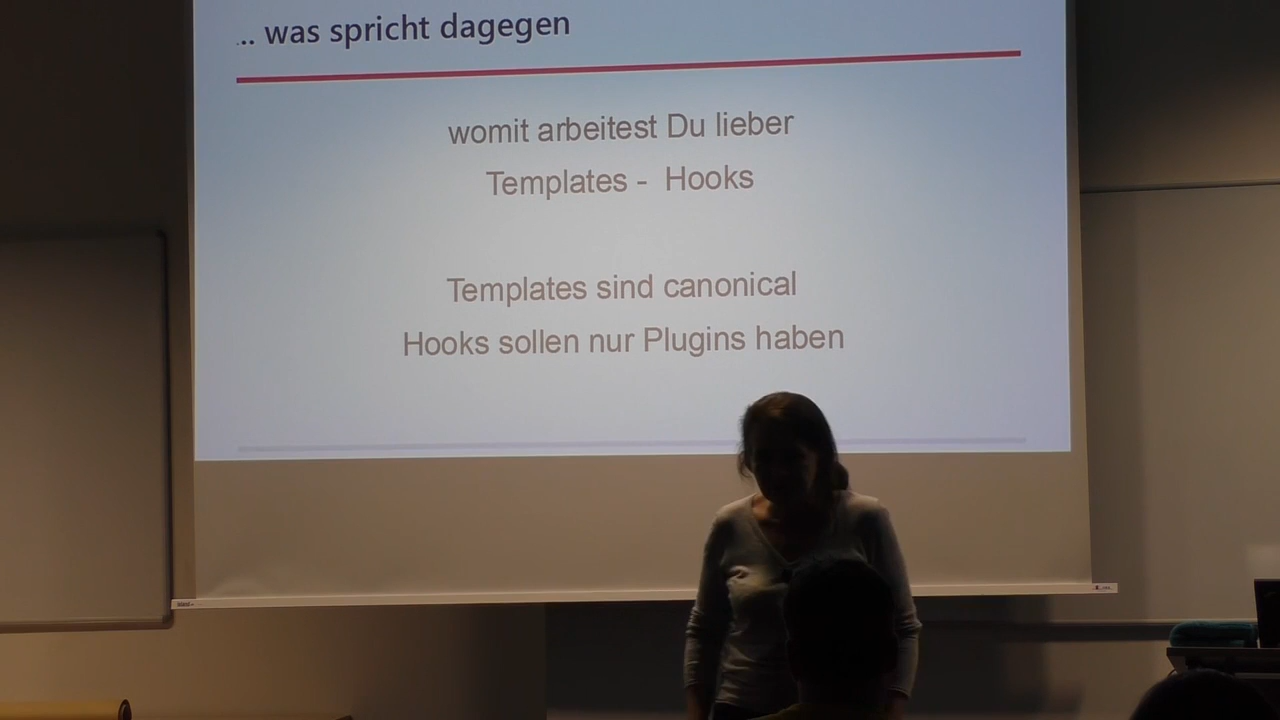 ... was spricht dagegen
womit arbeitest Du lieber
Templates - Hooks
Templates sind canonical
Hooks sollen nur Plugins haben